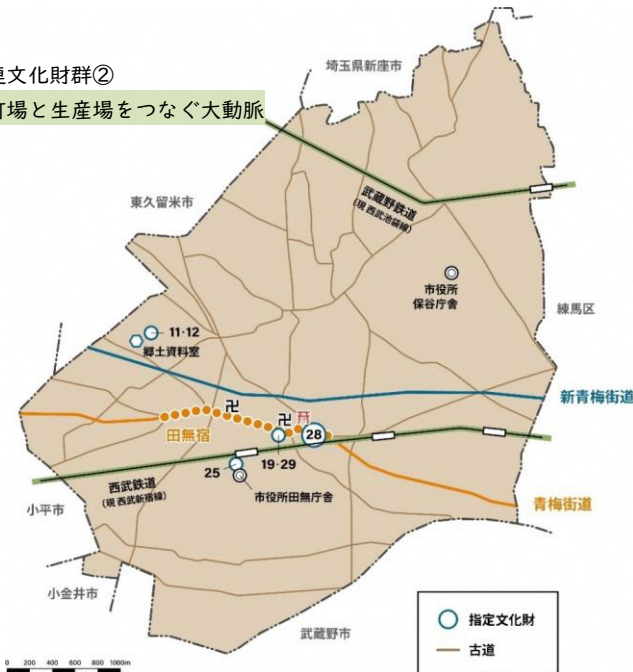 連文化財群②
町場と生産場をつなぐ大動脈
埼玉県新座市
東久留米市
武蔵野鉄道
(現 西武池袋線)
市役所
保谷庁舎
練馬区
11・12
郷土資料室
新青梅街道
田無宿
28
19・29
25
西武鉄道
(現 西武新宿線)
市役所田無庁舎
青梅街道
小平市
小金井市
武蔵野市
指定文化財
古道
0 200 400 600 800 1000m